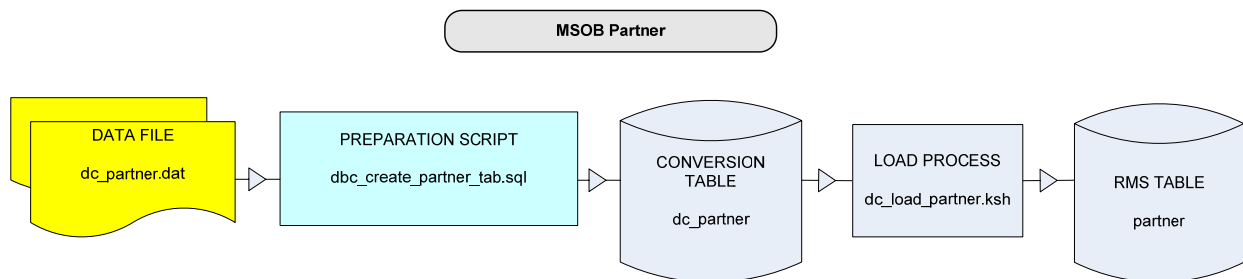 MSOB Partner
DATA FILE
dc_partner.dat
PREPARATION SCRIPT
dbc_create_partner_tab.sql
CONVERSION
TABLE
dc_partner
LOAD PROCESS
dc_load_partner.ksh
RMS TABLE
partner